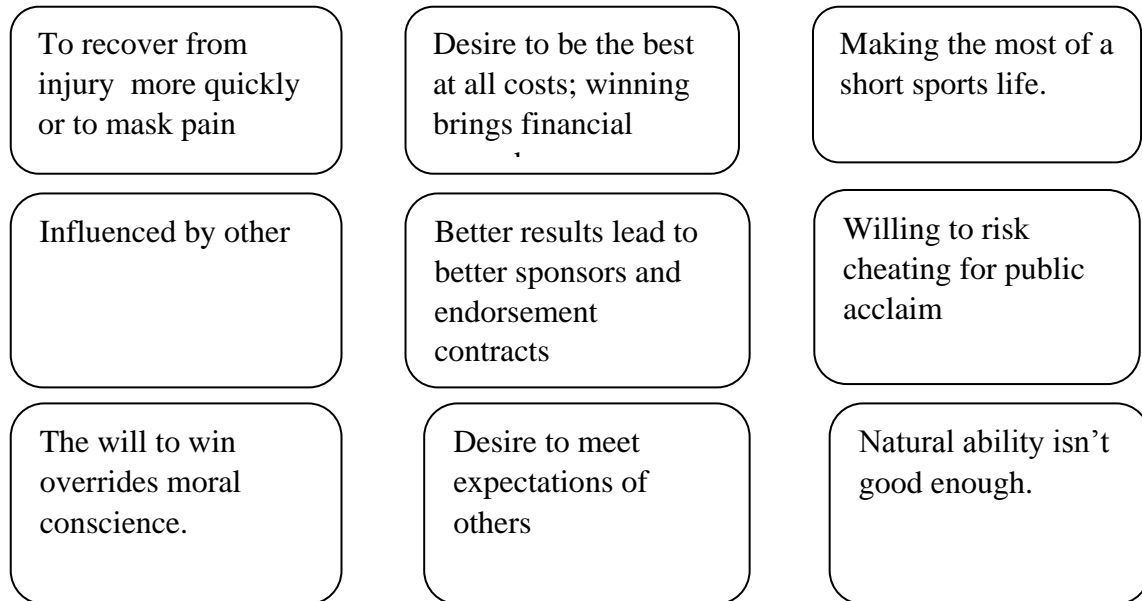 To recover from
injury  more quickly
or to mask pain
Desire to be the best
at all costs; winning
brings financial
Making the most of a
short sports life.
Influenced by other
Better results lead to
better sponsors and
endorsement
contracts
Willing to risk
cheating for public
acclaim
The will to win
overrides moral
conscience.
Desire to meet
expectations of
others
Natural ability isn’t
good enough.